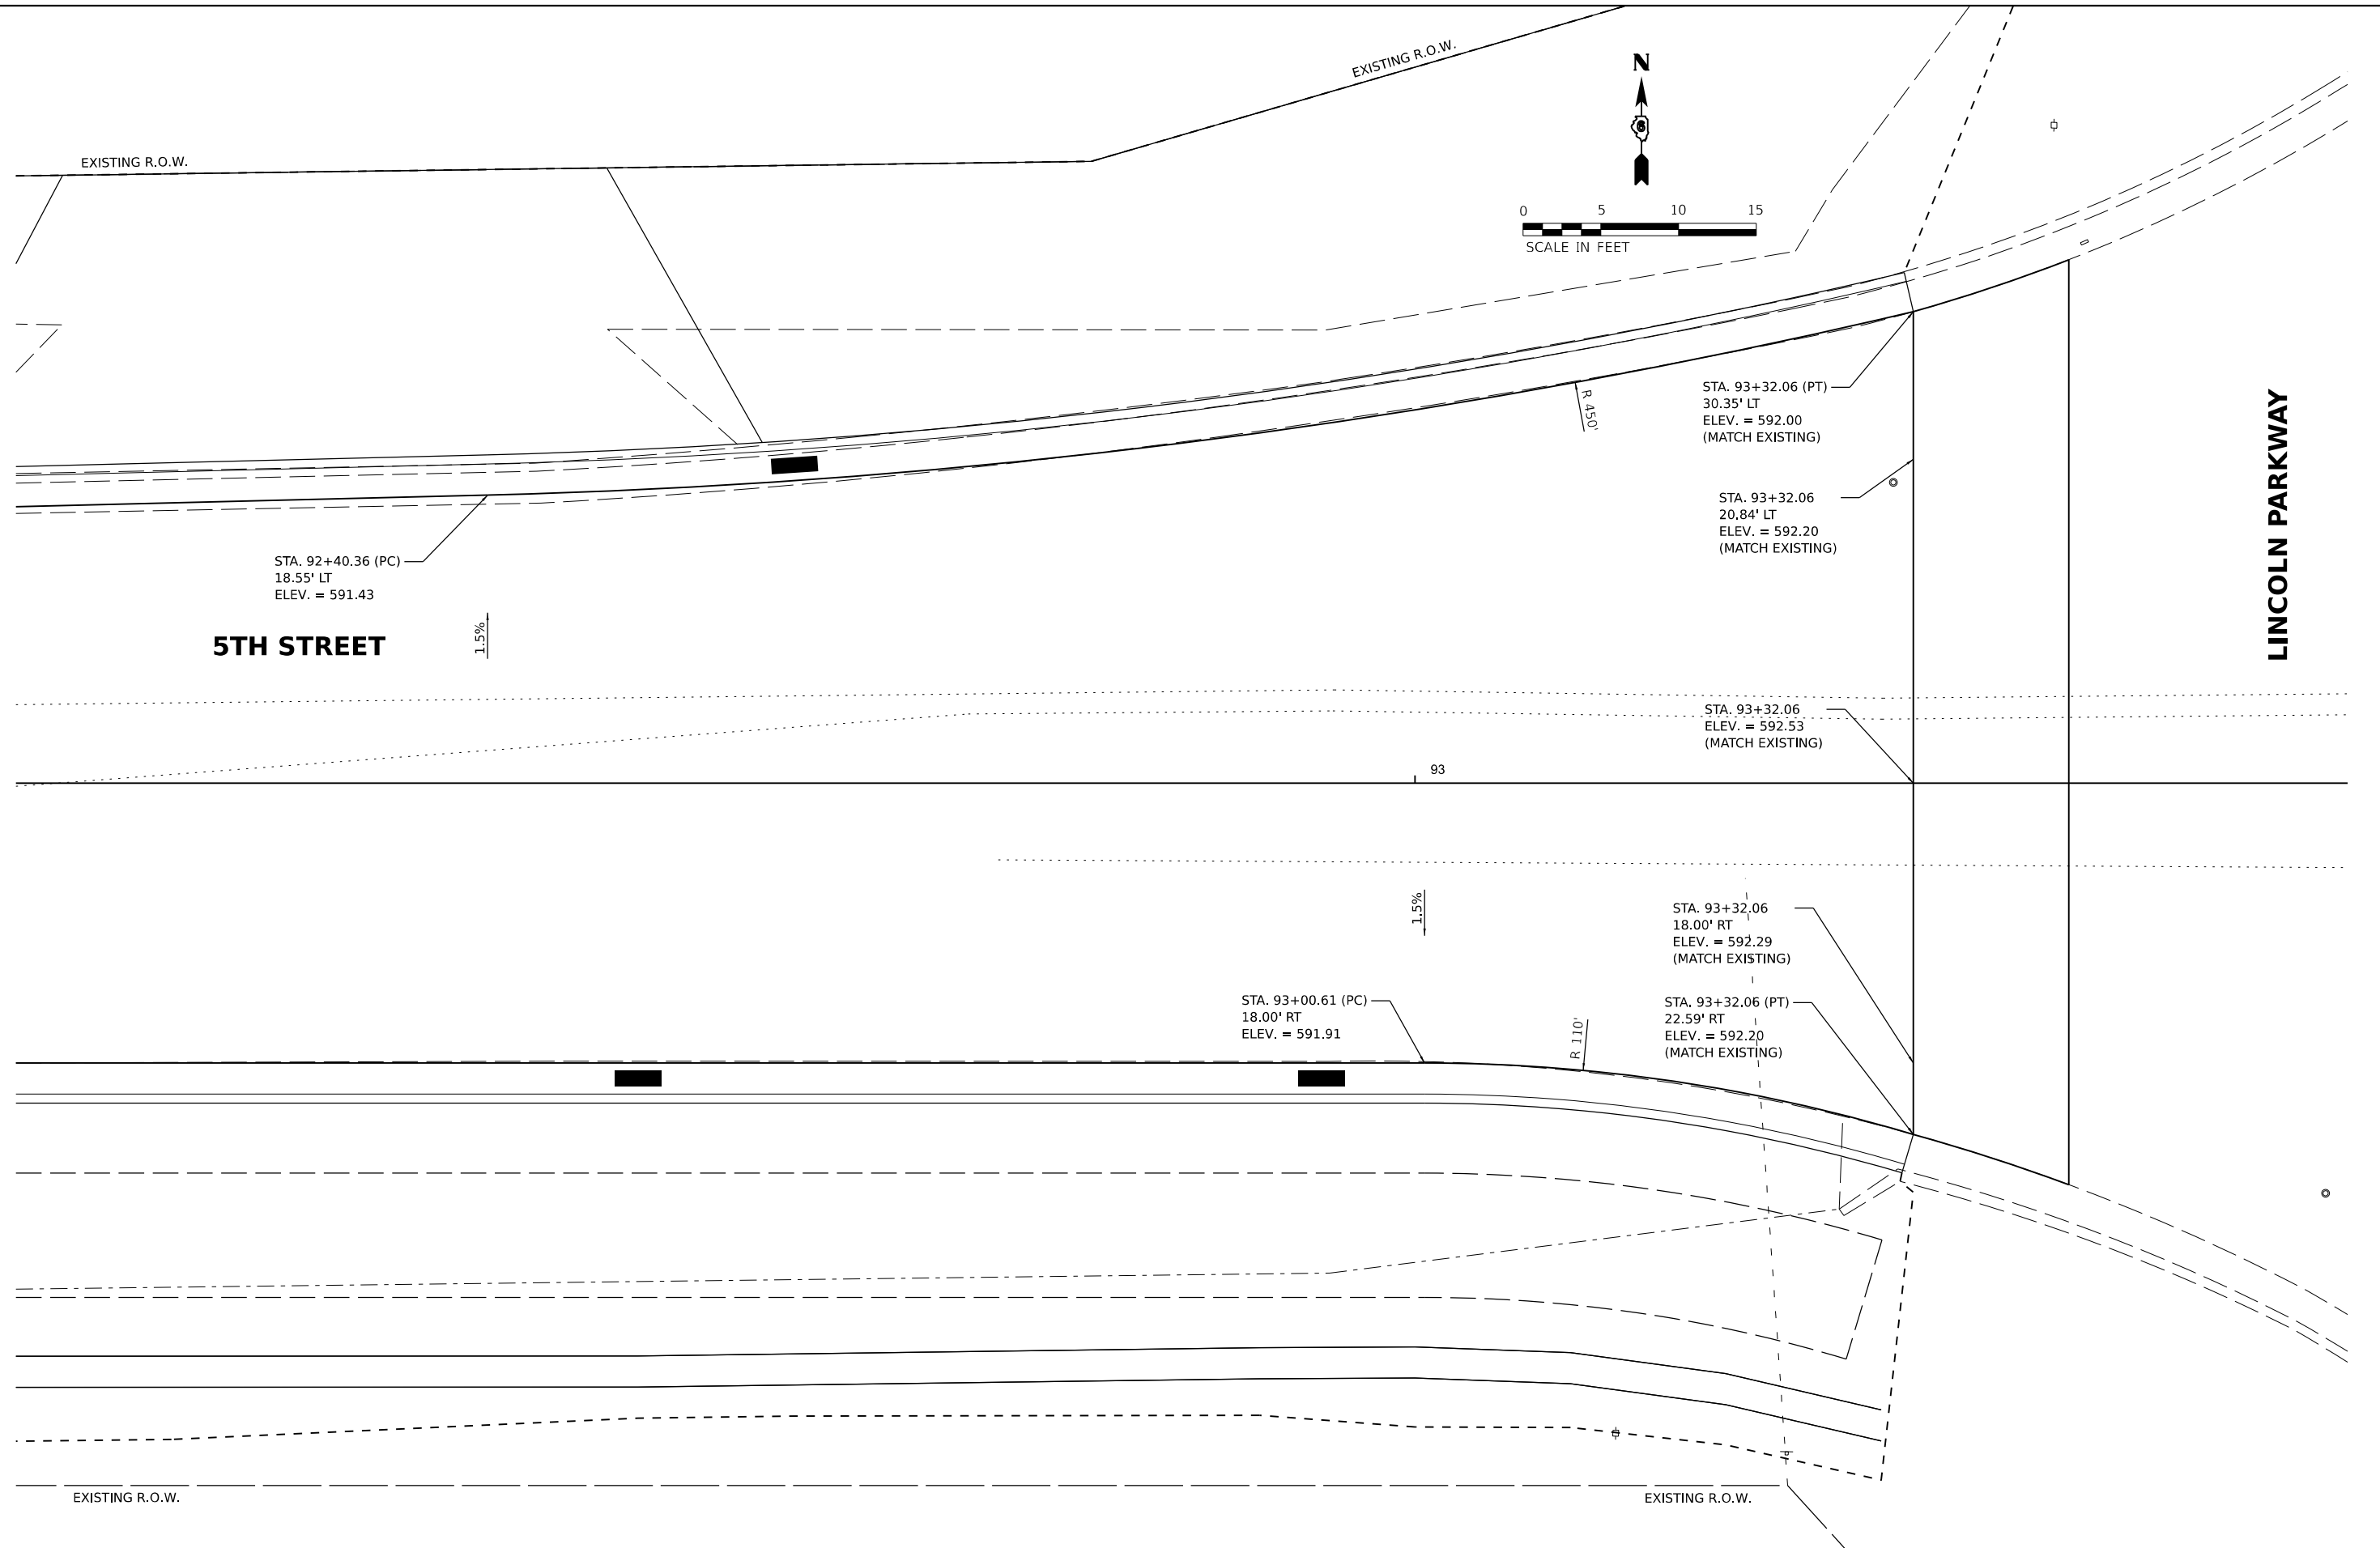 EXISTING R.O.W.
N
6
EXISTING R.O.W.
0 5 10 15
SCALE IN FEET
R 450'
STA. 93+32.06 (PT)
30.35' LT
ELEV. = 592.00
(MATCH EXISTING)
STA. 93+32.06
20.84' LT
ELEV. = 592.20
(MATCH EXISTING)
LINCOLN PARKWAY
STA. 92+40.36 (PC)
18.55' LT
ELEV. = 591.43
5TH STREET
1.5%
STA. 93+32.06
ELEV. = 592.53
(MATCH EXISTING)
93
1.5%
STA. 93+32.06
18.00' RT
ELEV. = 592.29
(MATCH EXISTING)
STA. 93+00.61 (PC)
18.00' RT
ELEV. = 591.91
R 110'
STA. 93+32.06 (PT)
22.59' RT
ELEV. = 592.20
(MATCH EXISTING)
EXISTING R.O.W.
EXISTING R.O.W.